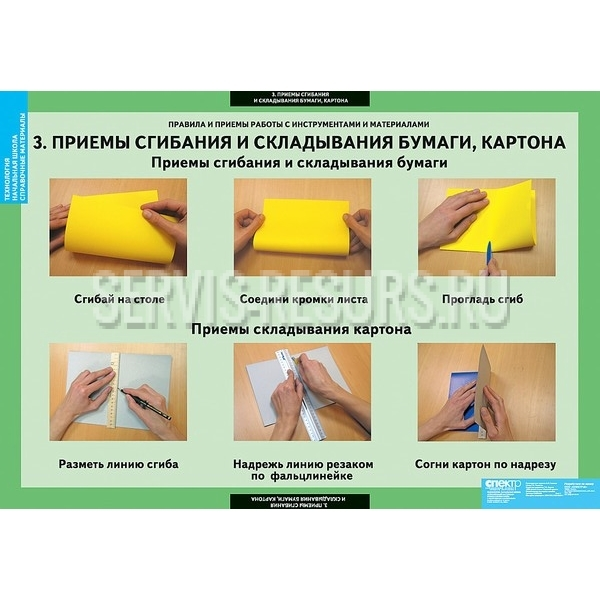 3. ПРИЕМЫ СГИБАНИЯ
И СКЛАДЫВАНИЯ БУМАГИ, КАРТОНА
ТЕХНОЛОГИЯ
НАЧАЛЬНАЯ ШКОЛА
СПРАВОЧНЫЕ МАТЕРИАЛЫ
ПРАВИЛА И ПРИЕМЫ РАБОТЫ С ИНСТРУМЕНТАМИ И МАТЕРИАЛАМИ
3. ПРИЕМЫ СГИБАНИЯ И СКЛАДЫВАНИЯ БУМАГИ, КАРТОНА
Приемы сгибания и складывания бумаги
Сгибай на столе
Соедини кромки листа
Прогладь сгиб
SERVIS-RESURS.RU
Приемы складывания картона
Разметь линию сгиба
Надрежь линию резаком
по фальцлинейке
Согни картон по надрезу
3. ПРИЕМЫ СГИБАНИЯ
И СКЛАДЫВАНИЯ БУМАГИ, КАРТОНА
спектр